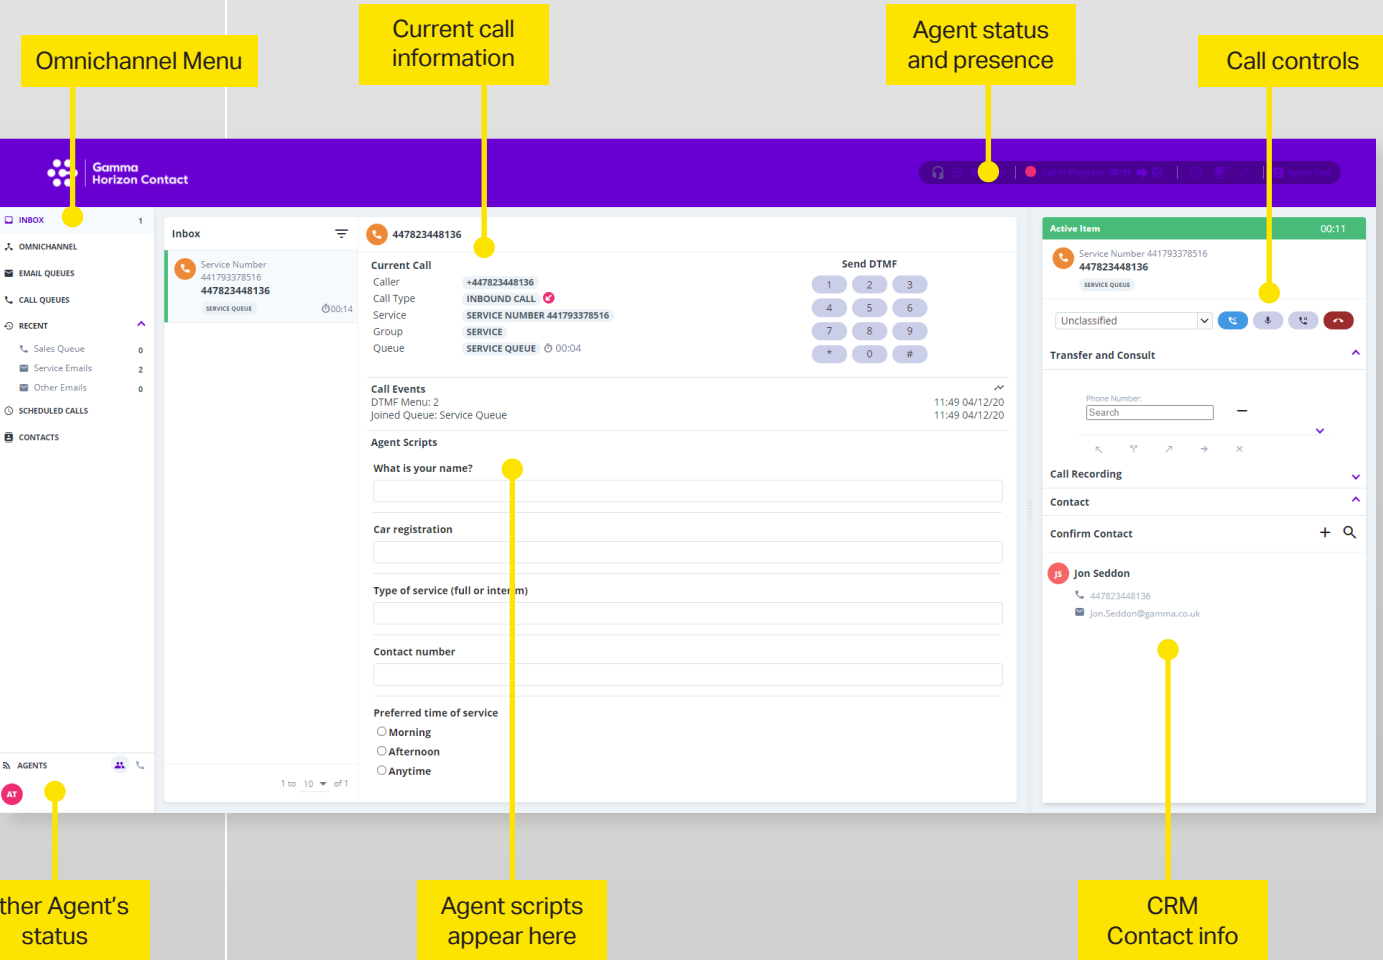 Omnichannel Menu
Current call
information
Agent status
and presence
Call controls
Gamma
Horizon Contact
Call In Progress 00:11
Agent Two
INBOX 1
OMNICHANNEL
EMAIL QUEUES
CALL QUEUES
RECENT
Sales Queue 0
Service Emails 2
Other Emails 0
SCHEDULED CALLS
CONTACTS
AGENTS
AT
Inbox
Service Number
441793378516
447823448136
SERVICE QUEUE 00:14
1 to 10 of 1
447823448136
Current Call
Caller +447823448136
Call Type INBOUND CALL
Service SERVICE NUMBER 441793378516
Group SERVICE
Queue SERVICE QUEUE 00:04
Send DTMF
1 2 3
4 5 6
7 8 9
* 0 #
Call Events
DTMF Menu: 2 11:49 04/12/20
Joined Queue: Service Queue 11:49 04/12/20
Agent Scripts
What is your name?
Car registration
Type of service (full or interim)
Contact number
Preferred time of service
Morning
Afternoon
Anytime
Active Item 00:11
Service Number 441793378516
447823448136
SERVICE QUEUE
Unclassified
Transfer and Consult
Phone Number:
Search
Call Recording
Contact
Confirm Contact
JS Jon Seddon
447823448136
Jon.Seddon@gamma.co.uk
ther Agent's
status
Agent scripts
appear here
CRM
Contact info